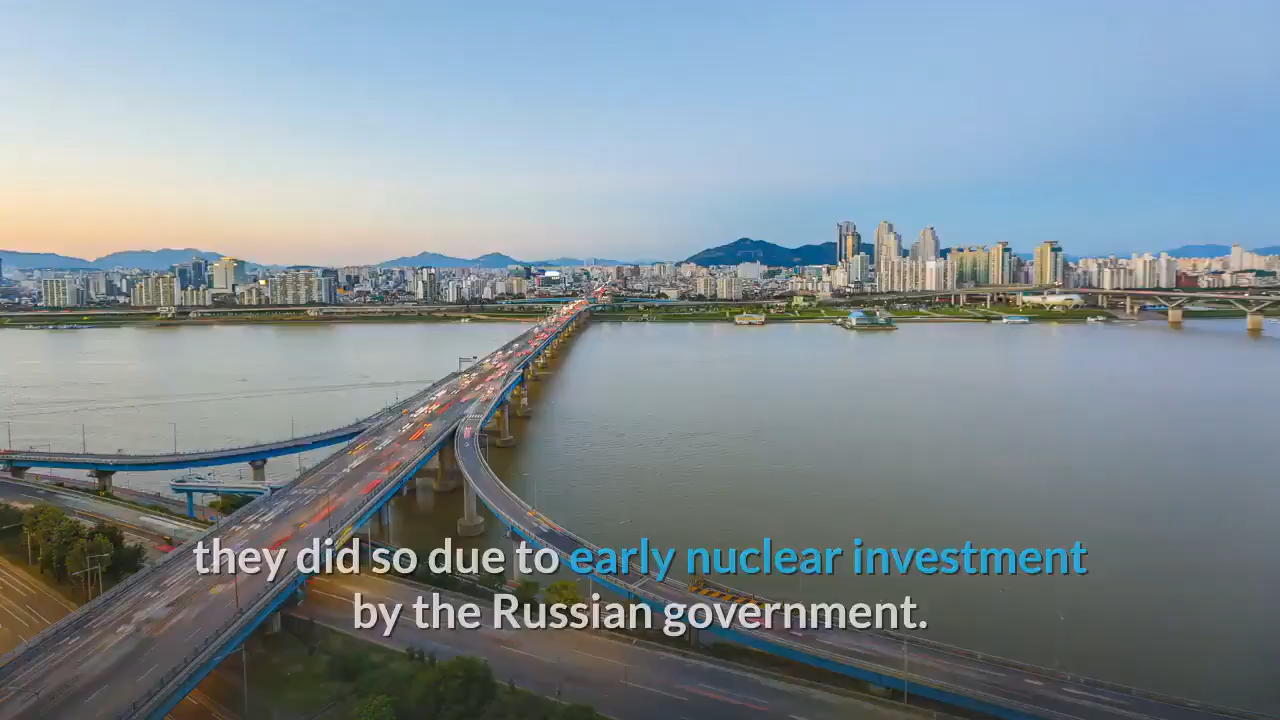 they did so due to early nuclear investment
by the Russian government.